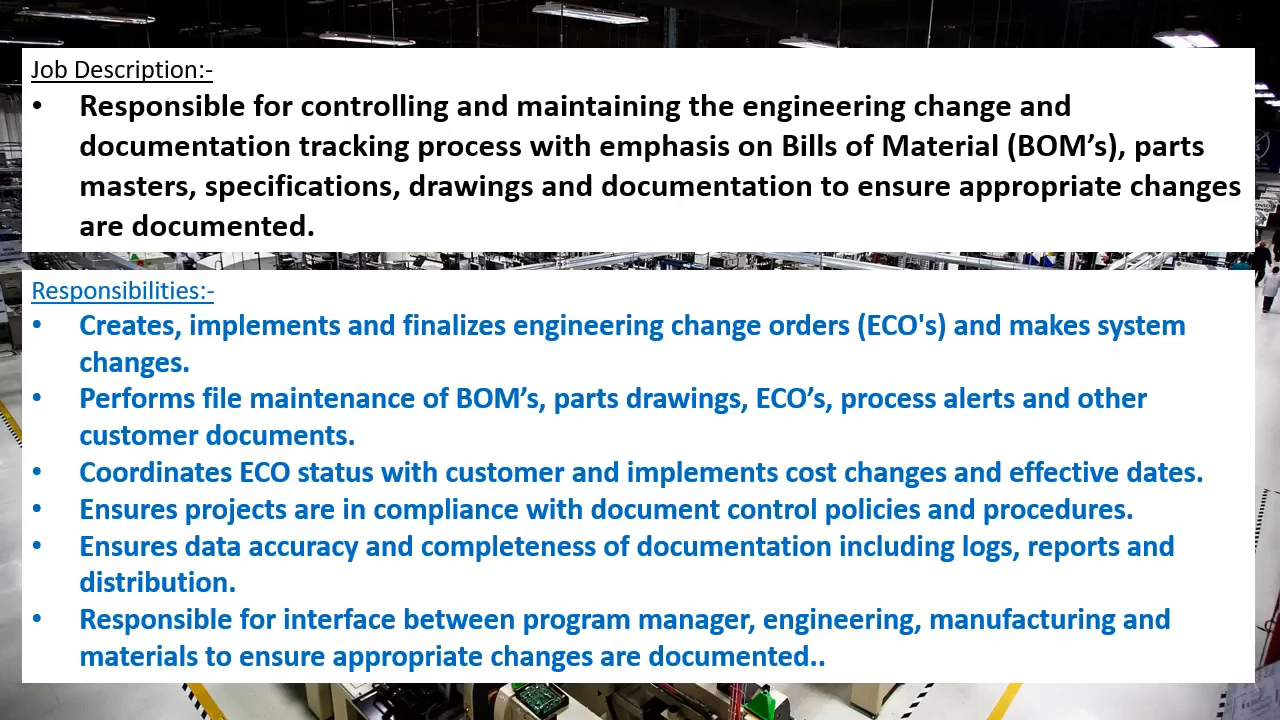 Job Description:-
• Responsible for controlling and maintaining the engineering change and
documentation tracking process with emphasis on Bills of Material (BOM’s), parts
masters, specifications, drawings and documentation to ensure appropriate changes
are documented.
Responsibilities:-
• Creates, implements and finalizes engineering change orders (ECO's) and makes system
changes.
• Performs file maintenance of BOM’s, parts drawings, ECO’s, process alerts and other
customer documents.
• Coordinates ECO status with customer and implements cost changes and effective dates.
• Ensures projects are in compliance with document control policies and procedures.
• Ensures data accuracy and completeness of documentation including logs, reports and
distribution.
• Responsible for interface between program manager, engineering, manufacturing and
materials to ensure appropriate changes are documented..